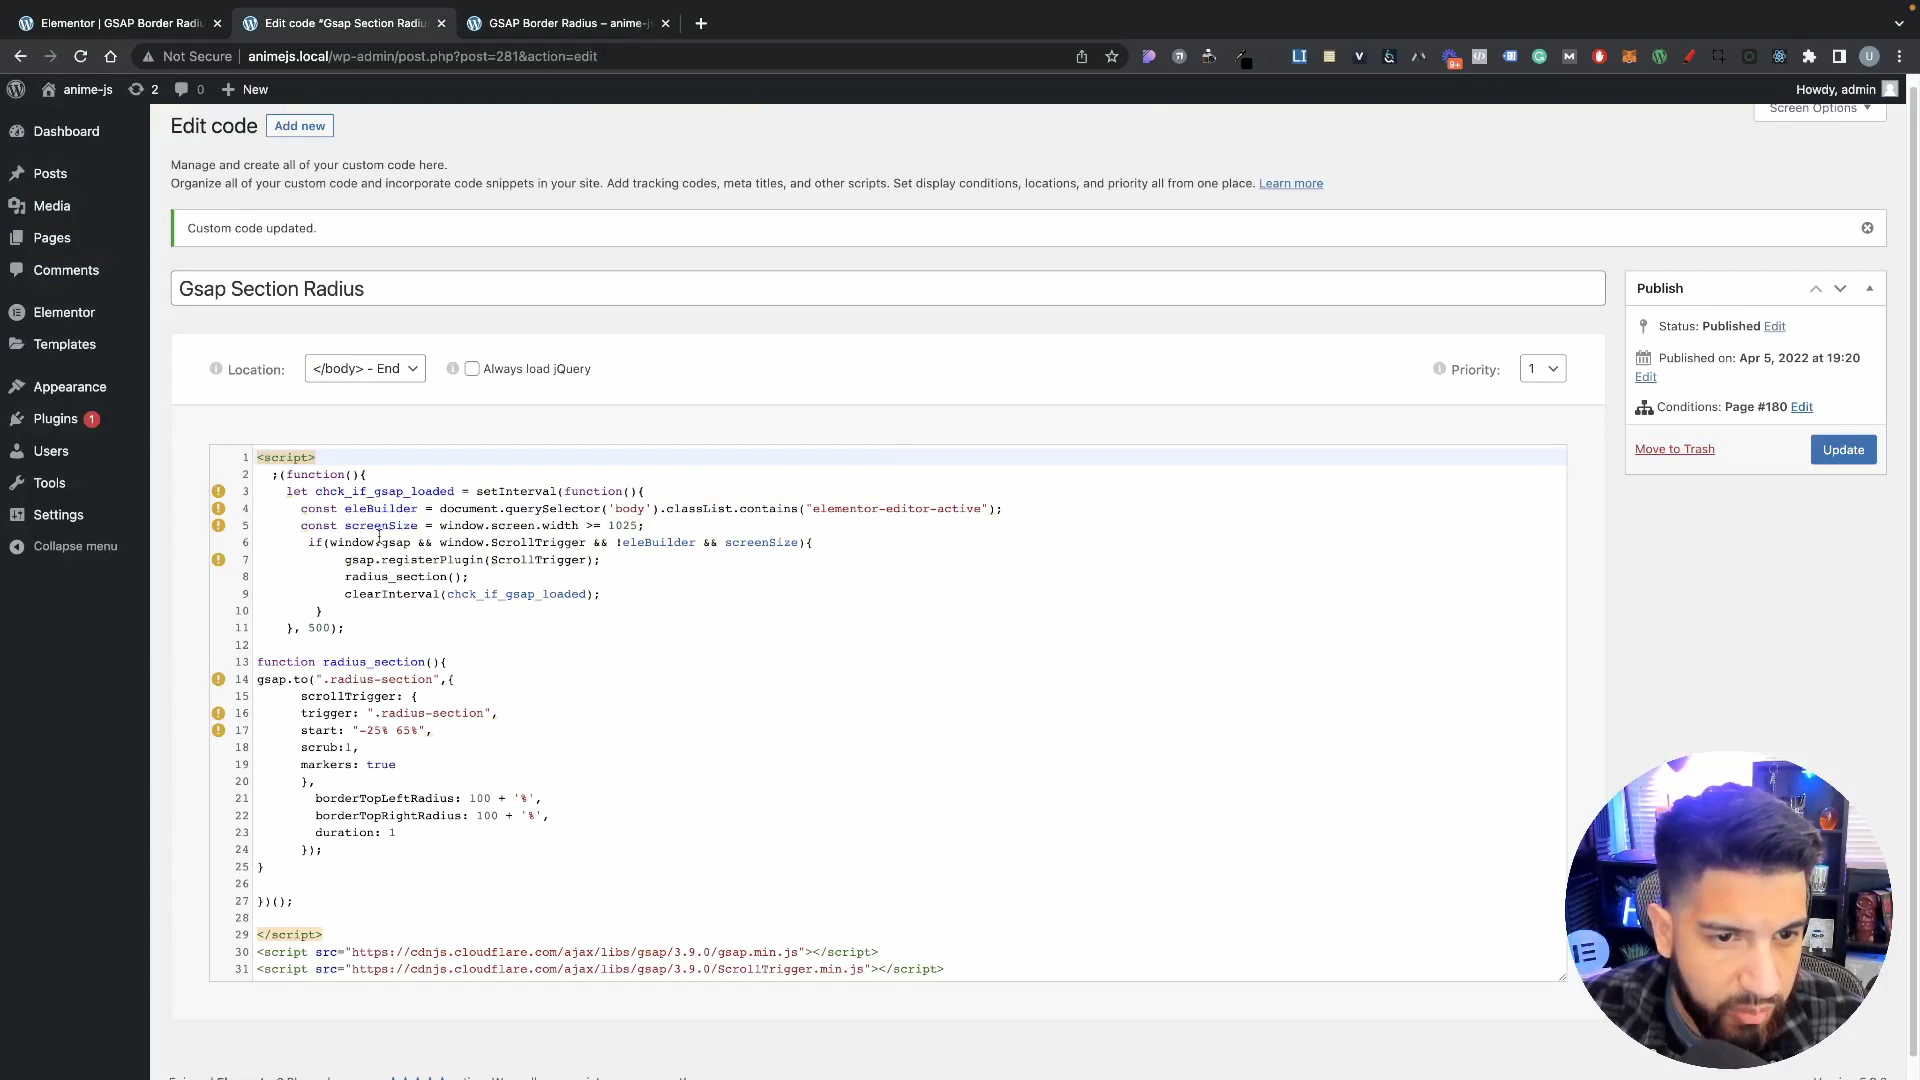 Elementor | GSAP Border Radiu
Edit code "Gsap Section Radiu
GSAP Border Radius – anime-j
Not Secure
animejs.local/wp-admin/post.php?post=281&action=edit
9+
U
anime-js
2
0
New
Howdy, admin
Dashboard
Posts
Media
Pages
Comments
Elementor
Templates
Appearance
Plugins 1
Users
Tools
Settings
Collapse menu
Screen Options
Edit code
Add new
Manage and create all of your custom code here.
Organize all of your custom code and incorporate code snippets in your site. Add tracking codes, meta titles, and other scripts. Set display conditions, locations, and priority all from one place. Learn more
Custom code updated.
Gsap Section Radius
Location:
</body> - End
Always load jQuery
Priority:
1
Publish
Status: Published Edit
Published on: Apr 5, 2022 at 19:20
Edit
Conditions: Page #180 Edit
Move to Trash
Update
1 <script>
2 ;(function(){
3 let chck_if_gsap_loaded = setInterval(function(){
4 const eleBuilder = document.querySelector('body').classList.contains("elementor-editor-active");
5 const screenSize = window.screen.width >= 1025;
6 if(window.gsap && window.ScrollTrigger && !eleBuilder && screenSize){
7 gsap.registerPlugin(ScrollTrigger);
8 radius_section();
9 clearInterval(chck_if_gsap_loaded);
10 }
11 }, 500);
12
13 function radius_section(){
14 gsap.to(".radius-section",{
15 scrollTrigger: {
16 trigger: ".radius-section",
17 start: "-25% 65%",
18 scrub:1,
19 markers: true
20 },
21 borderTopLeftRadius: 100 + '%',
22 borderTopRightRadius: 100 + '%',
23 duration: 1
24 });
25 }
26
27 })();
28
29 </script>
30 <script src="https://cdnjs.cloudflare.com/ajax/libs/gsap/3.9.0/gsap.min.js"></script>
31 <script src="https://cdnjs.cloudflare.com/ajax/libs/gsap/3.9.0/ScrollTrigger.min.js"></script>